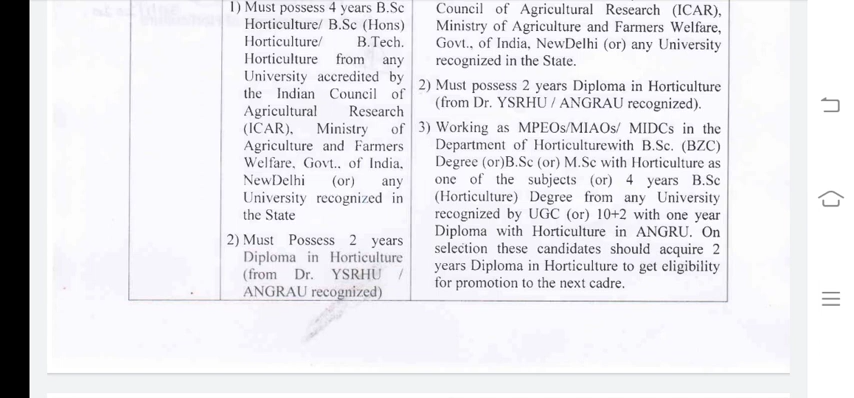 1) Must possess 4 years B.Sc
Horticulture/ B.Sc (Hons)
Horticulture/ B.Tech.
Horticulture from any
University accredited by
the Indian Council of
Agricultural Research
(ICAR), Ministry of
Agriculture and Farmers
Welfare, Govt.. of India,
NewDelhi (or) any
University recognized in
the State
2) Must Possess 2 years
Diploma in Horticulture
(from Dr. YSRHU /
ANGRAU recognized)
Council of Agricultural Research (ICAR),
Ministry of Agriculture and Farmers Welfare,
Govt., of India, NewDelhi (or) any University
recognized in the State.
2) Must possess 2 years Diploma in Horticulture
(from Dr. YSRHU / ANGRAU recognized).
3) Working as MPEOs/MIAOs/ MIDCs in the
Department of Horticulturewith B.Sc. (BZC)
Degree (or)B.Sc (or) M.Sc with Horticulture as
one of the subjects (or) 4 years B.Sc
(Horticulture) Degree from any University
recognized by UGC (or) 10+2 with one year
Diploma with Horticulture in ANGRU. On
selection these candidates should acquire 2
years Diploma in Horticulture to get eligibility
for promotion to the next cadre.